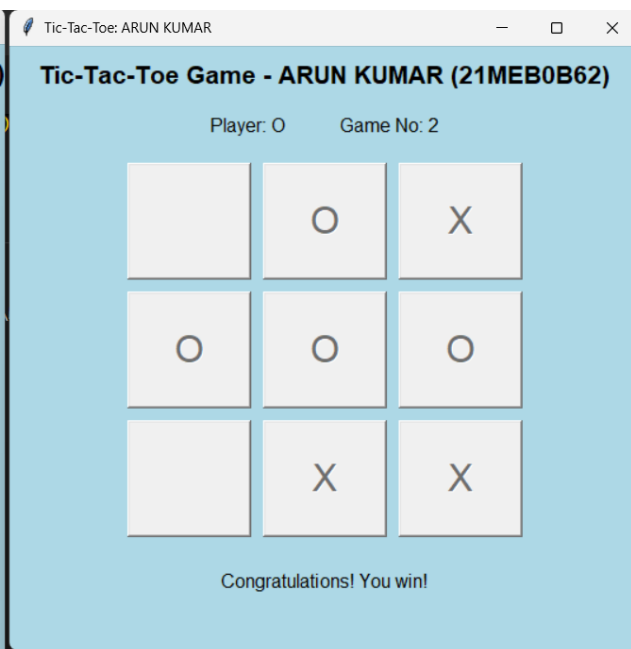 Tic-Tac-Toe: ARUN KUMAR
Tic-Tac-Toe Game - ARUN KUMAR (21MEB0B62)
Player: O Game No: 2
O X
O O O
X X
Congratulations! You win!